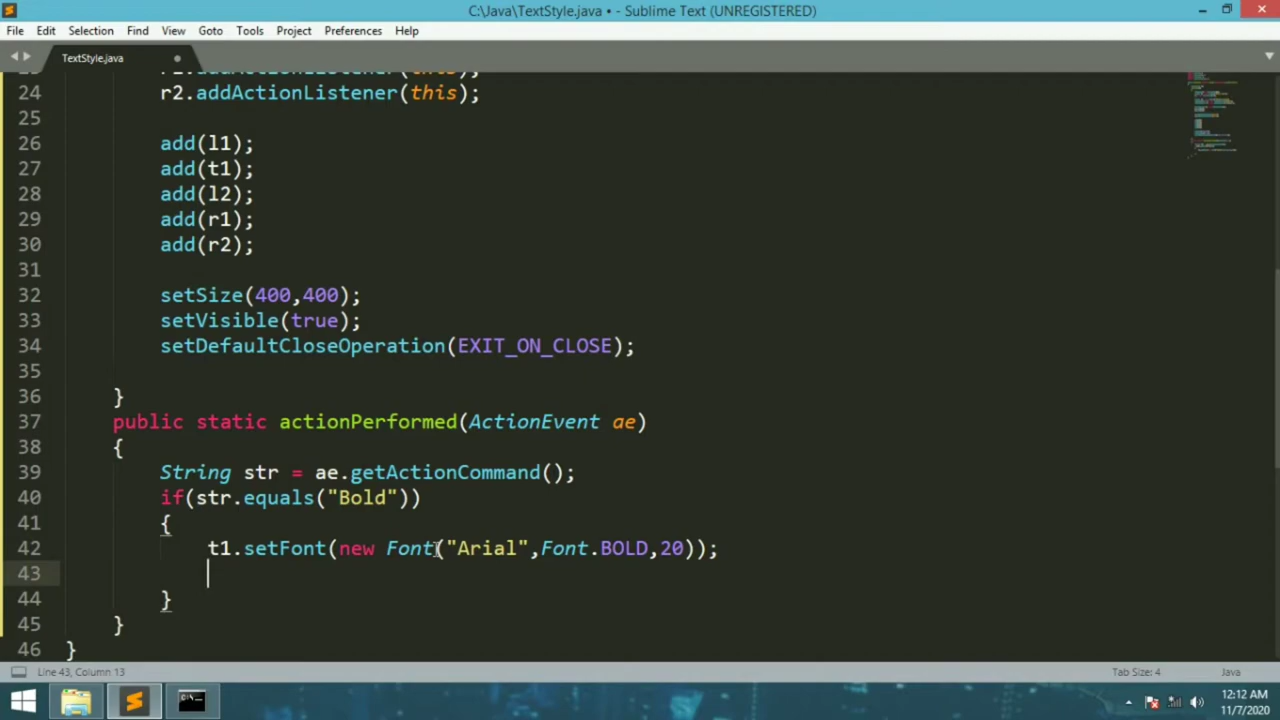 C:\Java\TextStyle.java • - Sublime Text (UNREGISTERED)
File Edit Selection Find View Goto Tools Project Preferences Help
TextStyle.java
24 r2.addActionListener(this);
25
26 add(l1);
27 add(t1);
28 add(l2);
29 add(r1);
30 add(r2);
31
32 setSize(400,400);
33 setVisible(true);
34 setDefaultCloseOperation(EXIT_ON_CLOSE);
35
36 }
37 public static actionPerformed(ActionEvent ae)
38 {
39 String str = ae.getActionCommand();
40 if(str.equals("Bold"))
41 {
42 t1.setFont(new Font("Arial",Font.BOLD,20));
43
44 }
45 }
46 }
Line 43, Column 13 Tab Size: 4 Java
12:12 AM
11/7/2020